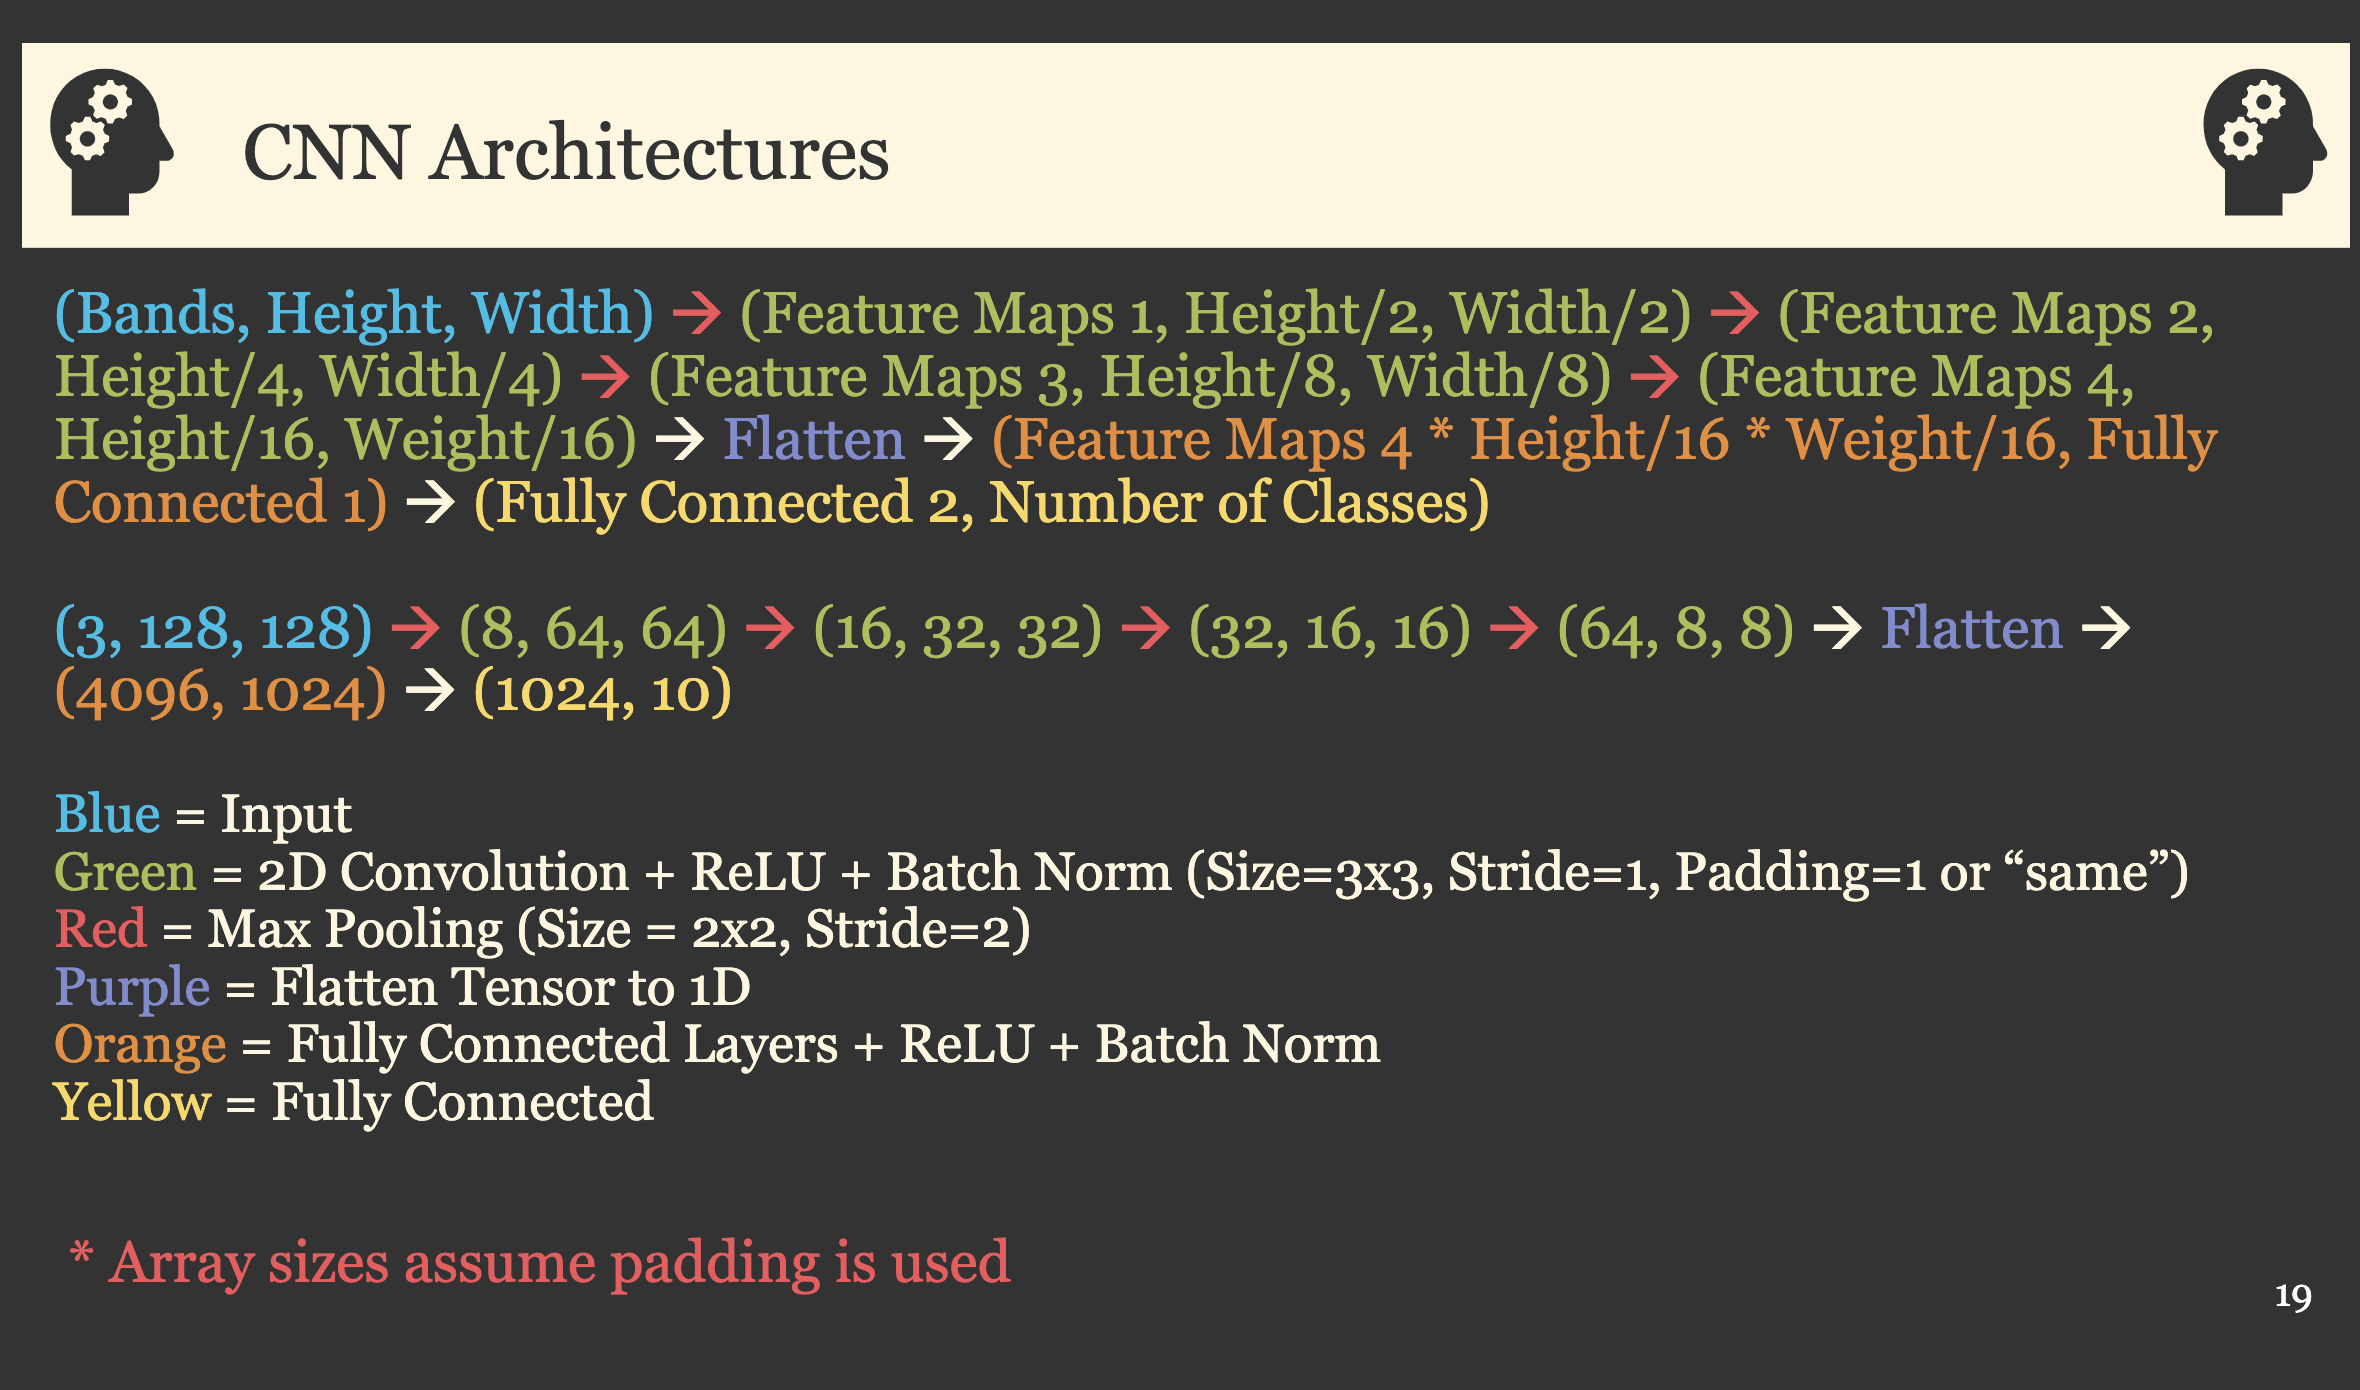 CNN Architectures
(Bands, Height, Width) → (Feature Maps 1, Height/2, Width/2) → (Feature Maps 2,
Height/4, Width/4) → (Feature Maps 3, Height/8, Width/8) → (Feature Maps 4,
Height/16, Weight/16) → Flatten → (Feature Maps 4 * Height/16 * Weight/16, Fully
Connected 1) → (Fully Connected 2, Number of Classes)
(3, 128, 128) → (8, 64, 64) → (16, 32, 32) → (32, 16, 16) → (64, 8, 8) → Flatten →
(4096, 1024) → (1024, 10)
Blue = Input
Green = 2D Convolution + ReLU + Batch Norm (Size=3x3, Stride=1, Padding=1 or “same”)
Red = Max Pooling (Size = 2x2, Stride=2)
Purple = Flatten Tensor to 1D
Orange = Fully Connected Layers + ReLU + Batch Norm
Yellow = Fully Connected
* Array sizes assume padding is used
19